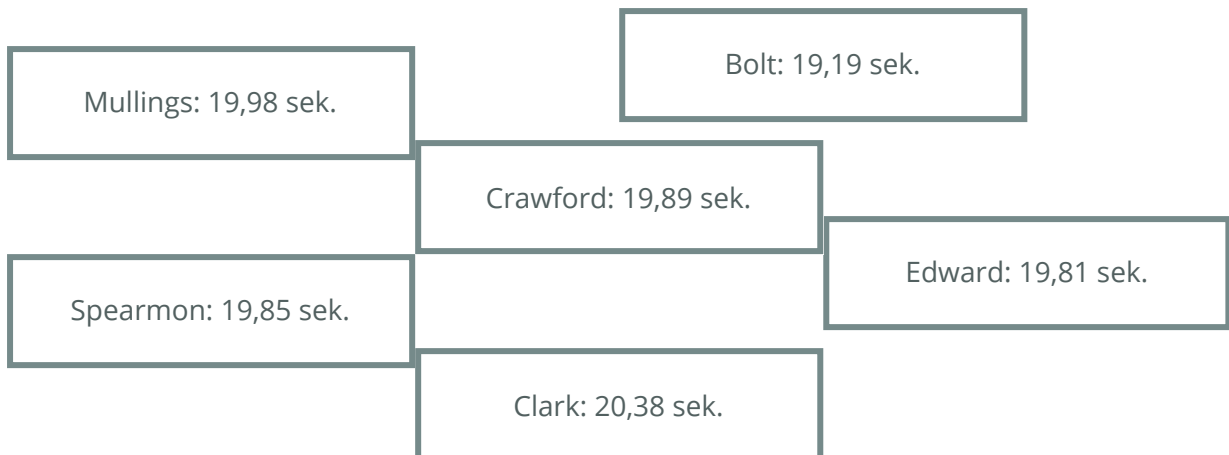 Bolt: 19,19 sek.
Mullings: 19,98 sek.
Crawford: 19,89 sek.
Edward: 19,81 sek.
Spearmon: 19,85 sek.
Clark: 20,38 sek.